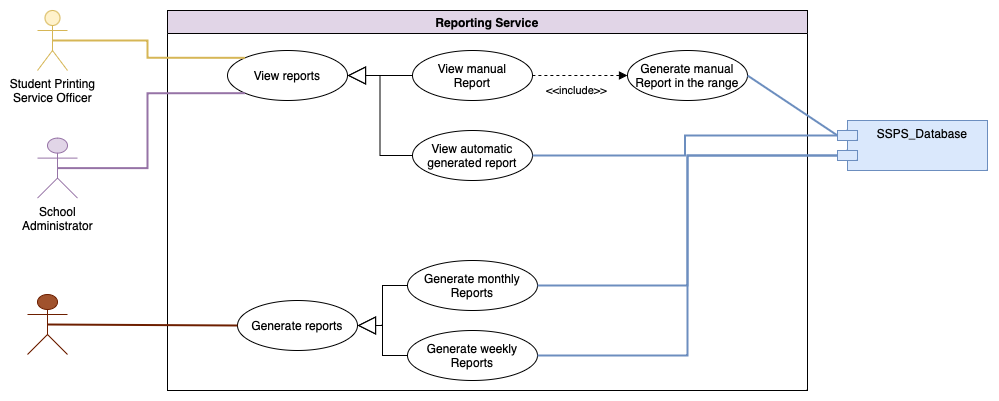 Reporting Service
Student Printing
Service Officer
View reports
View manual
Report
<<include>>
Generate manual
Report in the range
SSPS_Database
View automatic
generated report
School
Administrator
Generate monthly
Reports
Generate reports
Generate weekly
Reports